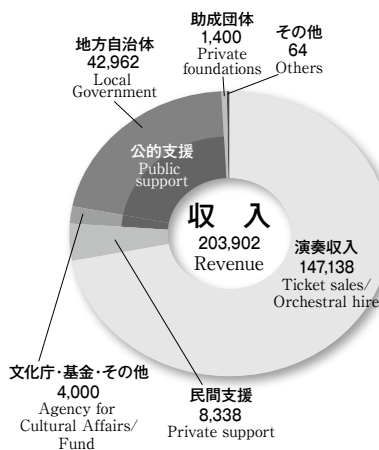 地方自治体
42,962
Local
Government
助成団体
1,400
Private
foundations
その他
64
Others
公的支援
Public
support
収 入
203,902
Revenue
演奏収入
147,138
Ticket sales/
Orchestral hire
文化庁・基金・その他
4,000
Agency for
Cultural Affairs/
Fund
民間支援
8,338
Private support